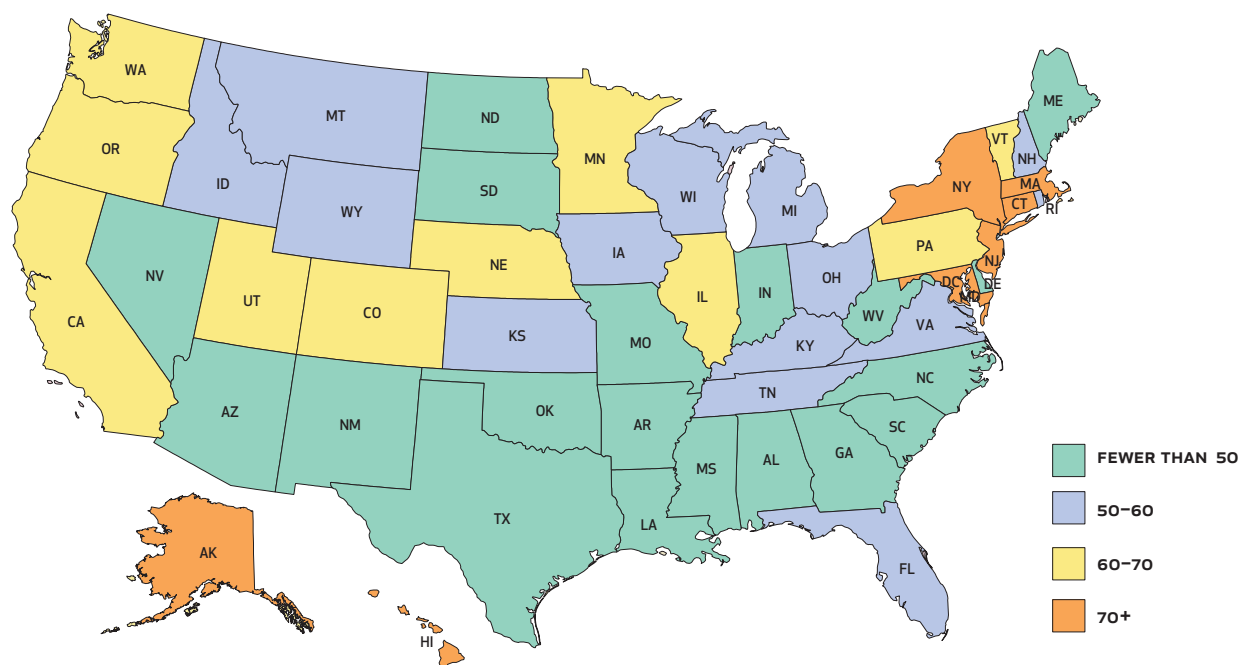 WA
MT
ND
MN
ME
OR
VT
NH
ID
SD
WI
NY
MA
WY
MI
CT
RI
PA
IA
NE
NV
NJ
OH
DC
DE
UT
IL
IN
MD
CO
CA
WV
VA
KS
MO
KY
NC
TN
AZ
OK
NM
AR
SC
GA
MS
AL
FEWER THAN 50
TX
LA
50–60
AK
FL
60–70
70+
HI